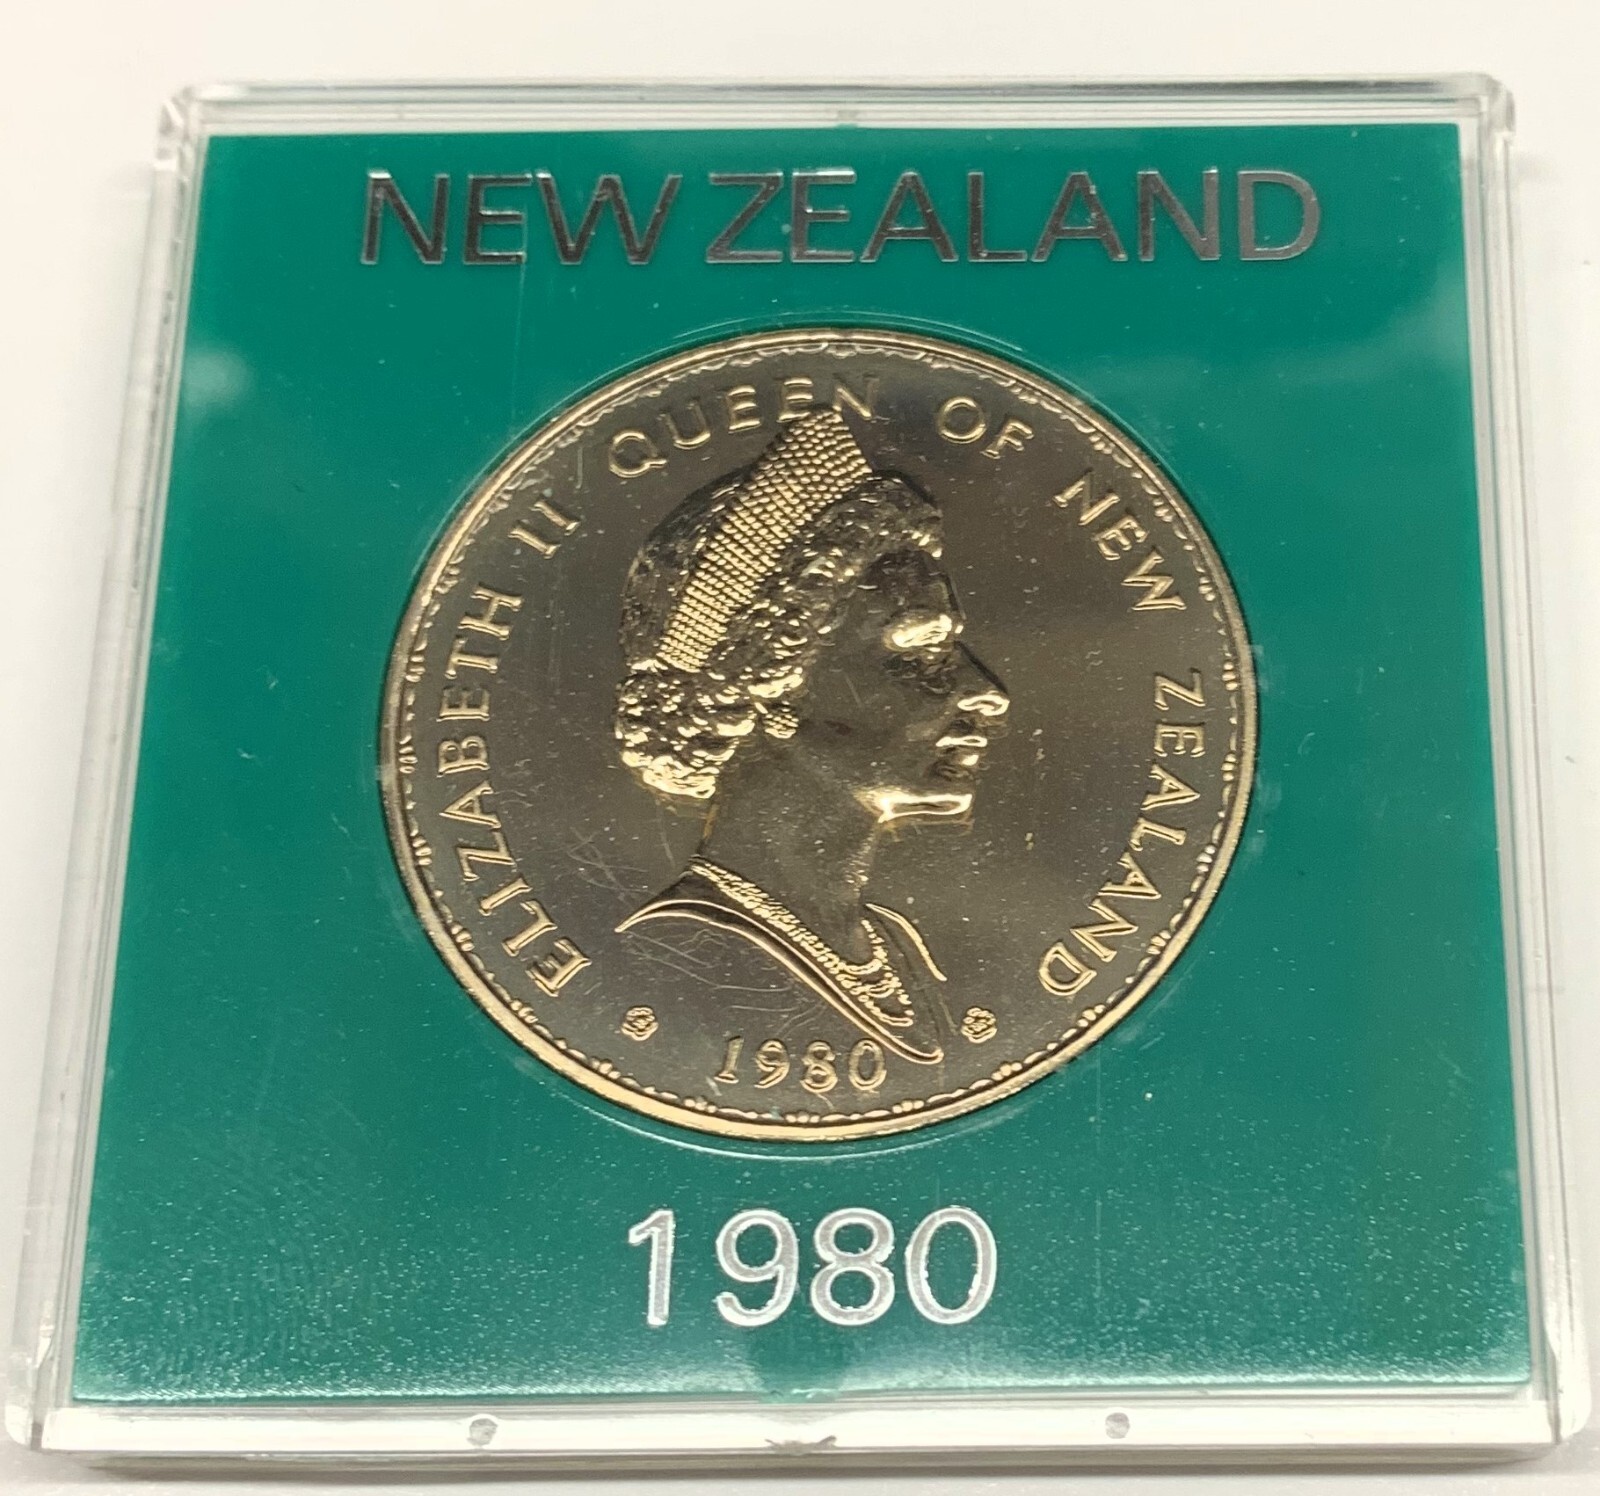 NEW ZEALAND
ELIZABETH II QUEEN OF NEW ZEALAND
1980
1980